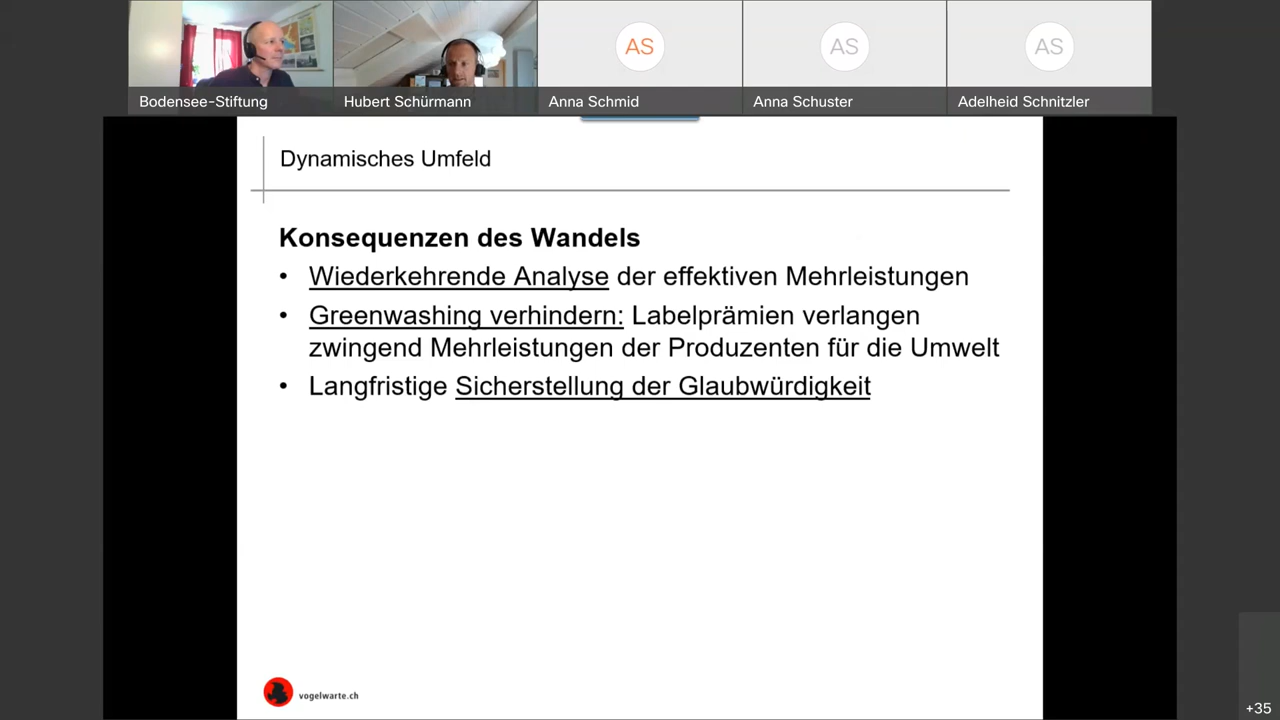 AS
AS
AS
Bodensee-Stiftung
Hubert Schürmann
Anna Schmid
Anna Schuster
Adelheid Schnitzler
Dynamisches Umfeld
Konsequenzen des Wandels
• Wiederkehrende Analyse der effektiven Mehrleistungen
• Greenwashing verhindern: Labelprämien verlangen
zwingend Mehrleistungen der Produzenten für die Umwelt
• Langfristige Sicherstellung der Glaubwürdigkeit
vogelwarte.ch
+35